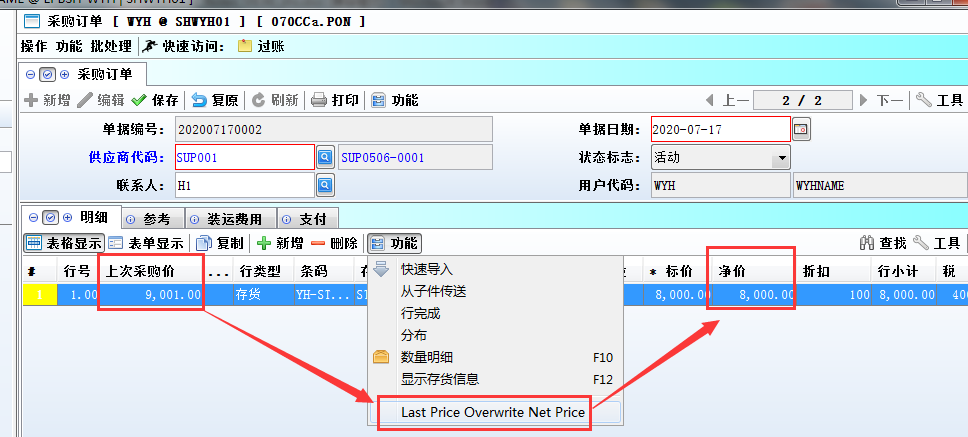 AME @ EFBSH-WYH [ SHWYH01 ]
采购订单 [ WYH @ SHWYH01 ] [ 070CCa.PON ]
操作 功能 批处理 快速访问: 过账
采购订单
新增 编辑 保存 复原 刷新 打印 功能 上一 2 / 2 下一 工具
单据编号: 202007170002 单据日期: 2020-07-17
供应商代码: SUP001 SUP0506-0001 状态标志: 活动
联系人: H1 用户代码: WYH WYHNAME
明细 参考 装运费用 支付
表格显示 表单显示 复制 新增 删除 功能 查找 工具
# 行号 上次采购价 ... 行类型 条码 * 标价 净价 折扣 行小计 税
1 1.00 9,001.00 存货 YH-SI... 8,000.00 8,000.00 100 8,000.00 400
快速导入
从子件传送
行完成
分布
数量明细 F10
显示存货信息 F12
Last Price Overwrite Net Price